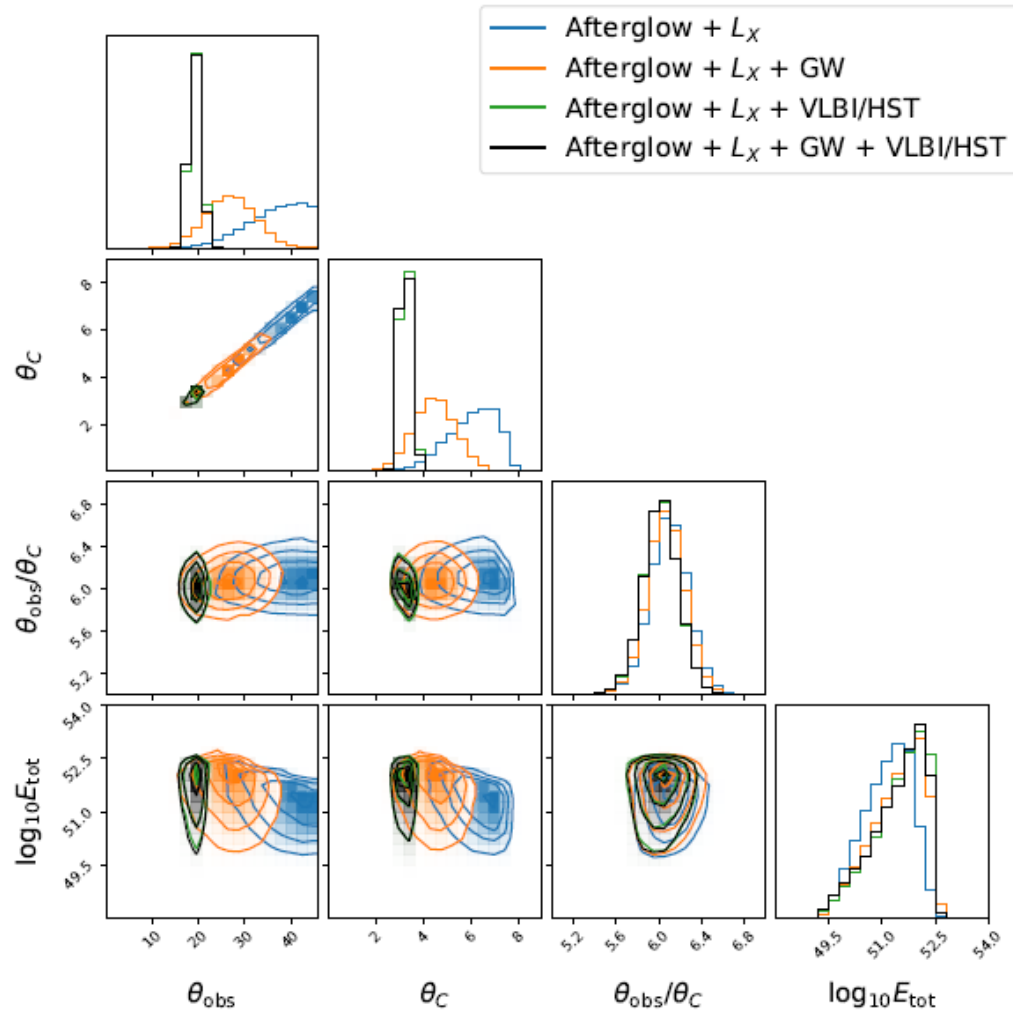 Afterglow + L_X
Afterglow + L_X + GW
Afterglow + L_X + VLBI/HST
Afterglow + L_X + GW + VLBI/HST
8
6
4
2
θ_C
6.8
6.4
6.0
5.6
5.2
θ_obs/θ_C
54.0
52.5
51.0
49.5
log₁₀E_tot
10 20 30 40
2 4 6 8
5.2 5.6 6.0 6.4 6.8
49.5 51.0 52.5 54.0
θ_obs θ_C θ_obs/θ_C log₁₀E_tot